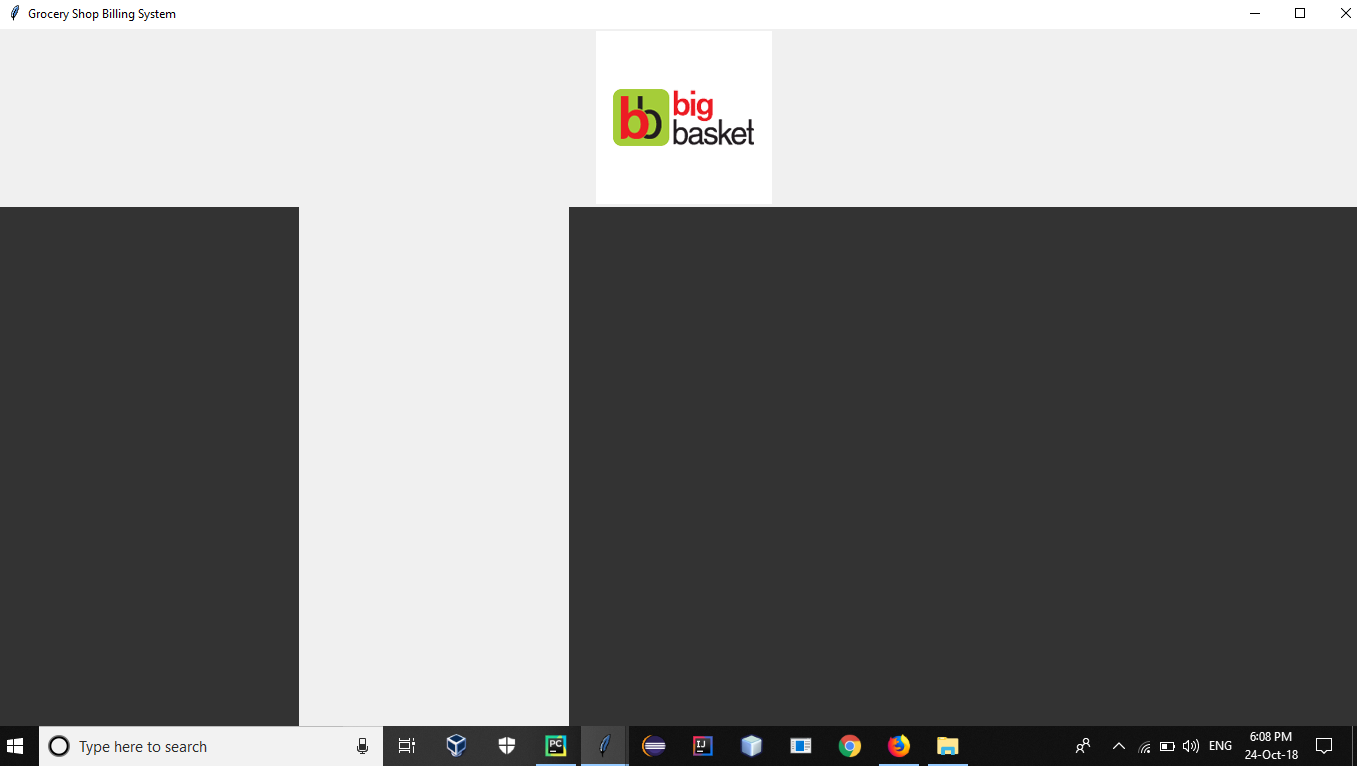 Grocery Shop Billing System
bb
big
basket
Type here to search
PC
IJ
ENG
6:08 PM
24-Oct-18